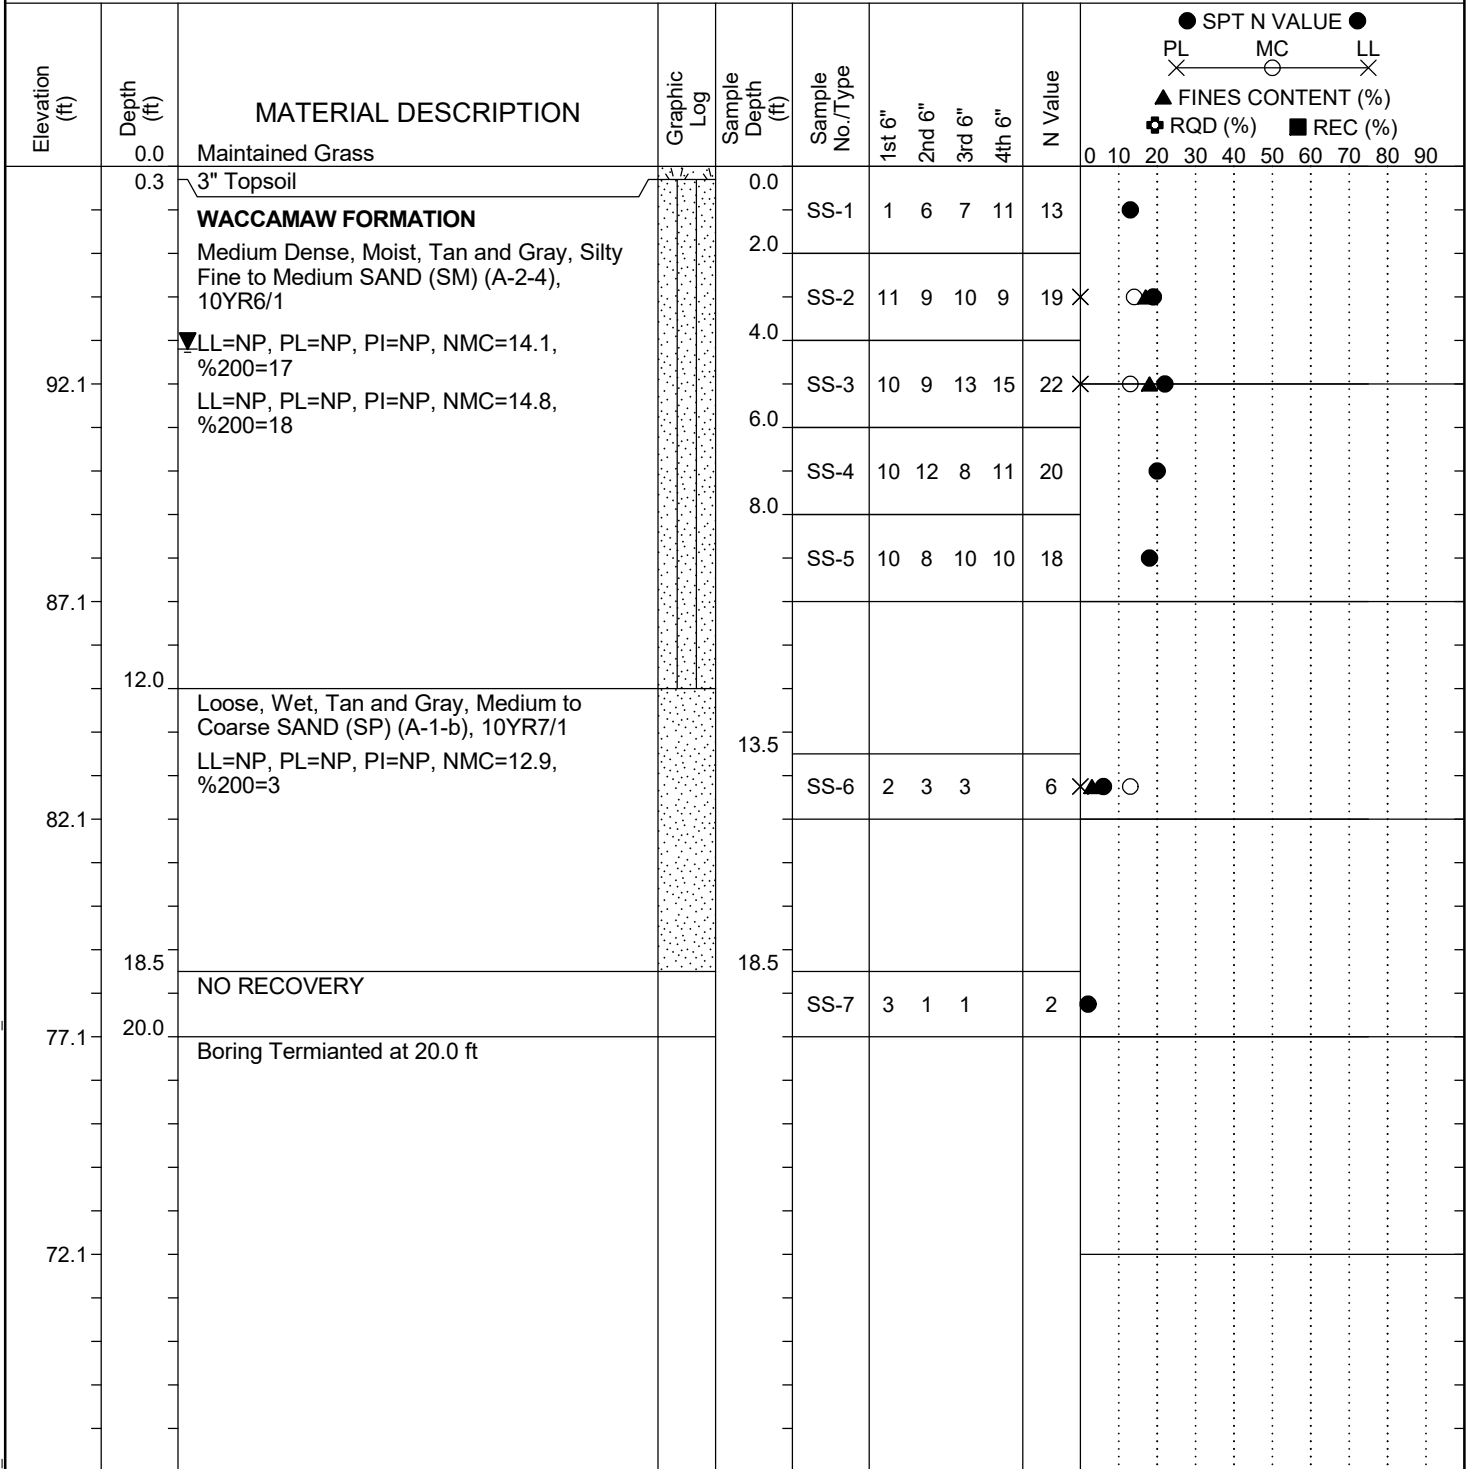 ● SPT N VALUE ●
PL MC LL
▲ FINES CONTENT (%)
RQD (%) ■ REC (%)
0 10 20 30 40 50 60 70 80 90
Elevation
(ft)
Depth
(ft)
MATERIAL DESCRIPTION
Graphic
Log
Sample
Depth
(ft)
Sample
No./Type
1st 6"
2nd 6"
3rd 6"
4th 6"
N Value
0.0 Maintained Grass
0.3 3" Topsoil 0.0
WACCAMAW FORMATION
SS-1 1 6 7 11 13
2.0
Medium Dense, Moist, Tan and Gray, Silty
Fine to Medium SAND (SM) (A-2-4),
10YR6/1
SS-2 11 9 10 9 19
4.0
LL=NP, PL=NP, PI=NP, NMC=14.1,
%200=17
92.1 SS-3 10 9 13 15 22
LL=NP, PL=NP, PI=NP, NMC=14.8,
%200=18
6.0
SS-4 10 12 8 11 20
8.0
SS-5 10 8 10 10 18
87.1
12.0
Loose, Wet, Tan and Gray, Medium to
Coarse SAND (SP) (A-1-b), 10YR7/1
13.5
LL=NP, PL=NP, PI=NP, NMC=12.9,
%200=3
SS-6 2 3 3 6
82.1
18.5 18.5
NO RECOVERY
SS-7 3 1 1 2
20.0
77.1
Boring Termianted at 20.0 ft
72.1